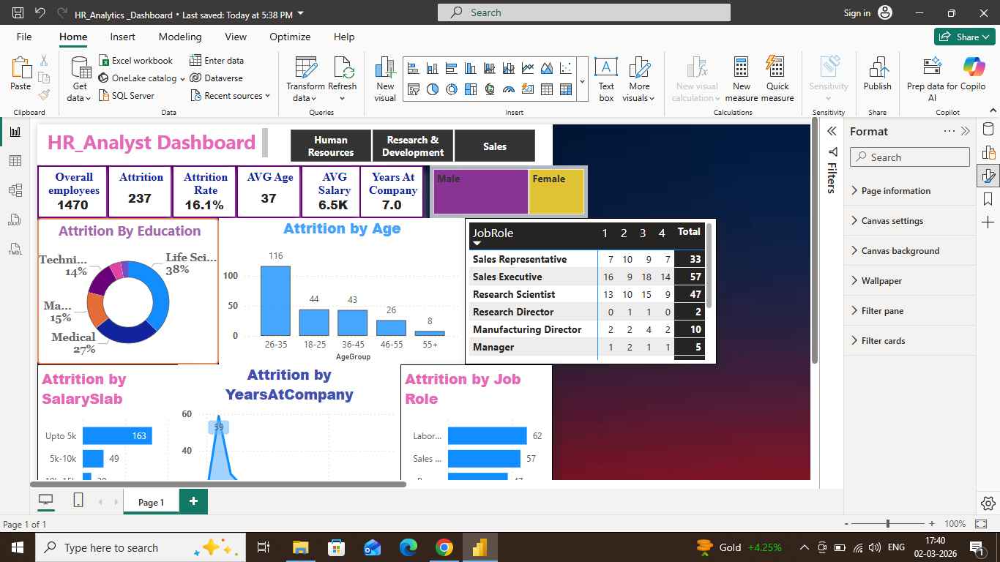 HR_Analytics _Dashboard • Last saved: Today at 5:38 PM
Search
Sign in
File
Home
Insert
Modeling
View
Optimize
Help
Share
Paste
Get data
Excel workbook
OneLake catalog
SQL Server
Enter data
Dataverse
Recent sources
Transform data
Refresh
New visual
Text box
More visuals
New visual calculation
New measure
Quick measure
Sensitivity
Publish
Prep data for AI
Copilo
Clipboard
Data
Queries
Insert
Calculations
Sensitivity
Share
Copilot
HR_Analyst Dashboard
Human Resources
Research & Development
Sales
Overall employees
1470
Attrition
237
Attrition Rate
16.1%
AVG Age
37
AVG Salary
6.5K
Years At Company
7.0
Male
Female
Attrition By Education
Techni...
14%
Life Sci...
38%
Ma...
15%
Medical
27%
Attrition by Age
116
100
44
43
50
26
8
0
26-35
18-25
36-45
46-55
55+
AgeGroup
JobRole 1 2 3 4 Total
Sales Representative 7 10 9 7 33
Sales Executive 16 9 18 14 57
Research Scientist 13 10 15 9 47
Research Director 0 1 1 0 2
Manufacturing Director 2 2 4 2 10
Manager 1 2 1 1 5
Attrition by
SalarySlab
Upto 5k 163
5k-10k 49
Attrition by
YearsAtCompany
60
59
40
Attrition by Job
Role
Labor... 62
Sales ... 57
Filters
Format
Search
Page information
Canvas settings
Canvas background
Wallpaper
Filter pane
Filter cards
DAX
TMDL
Page 1
Page 1 of 1
- + 100%
Type here to search
Gold +4.25%
ENG
17:40
02-03-2026
1